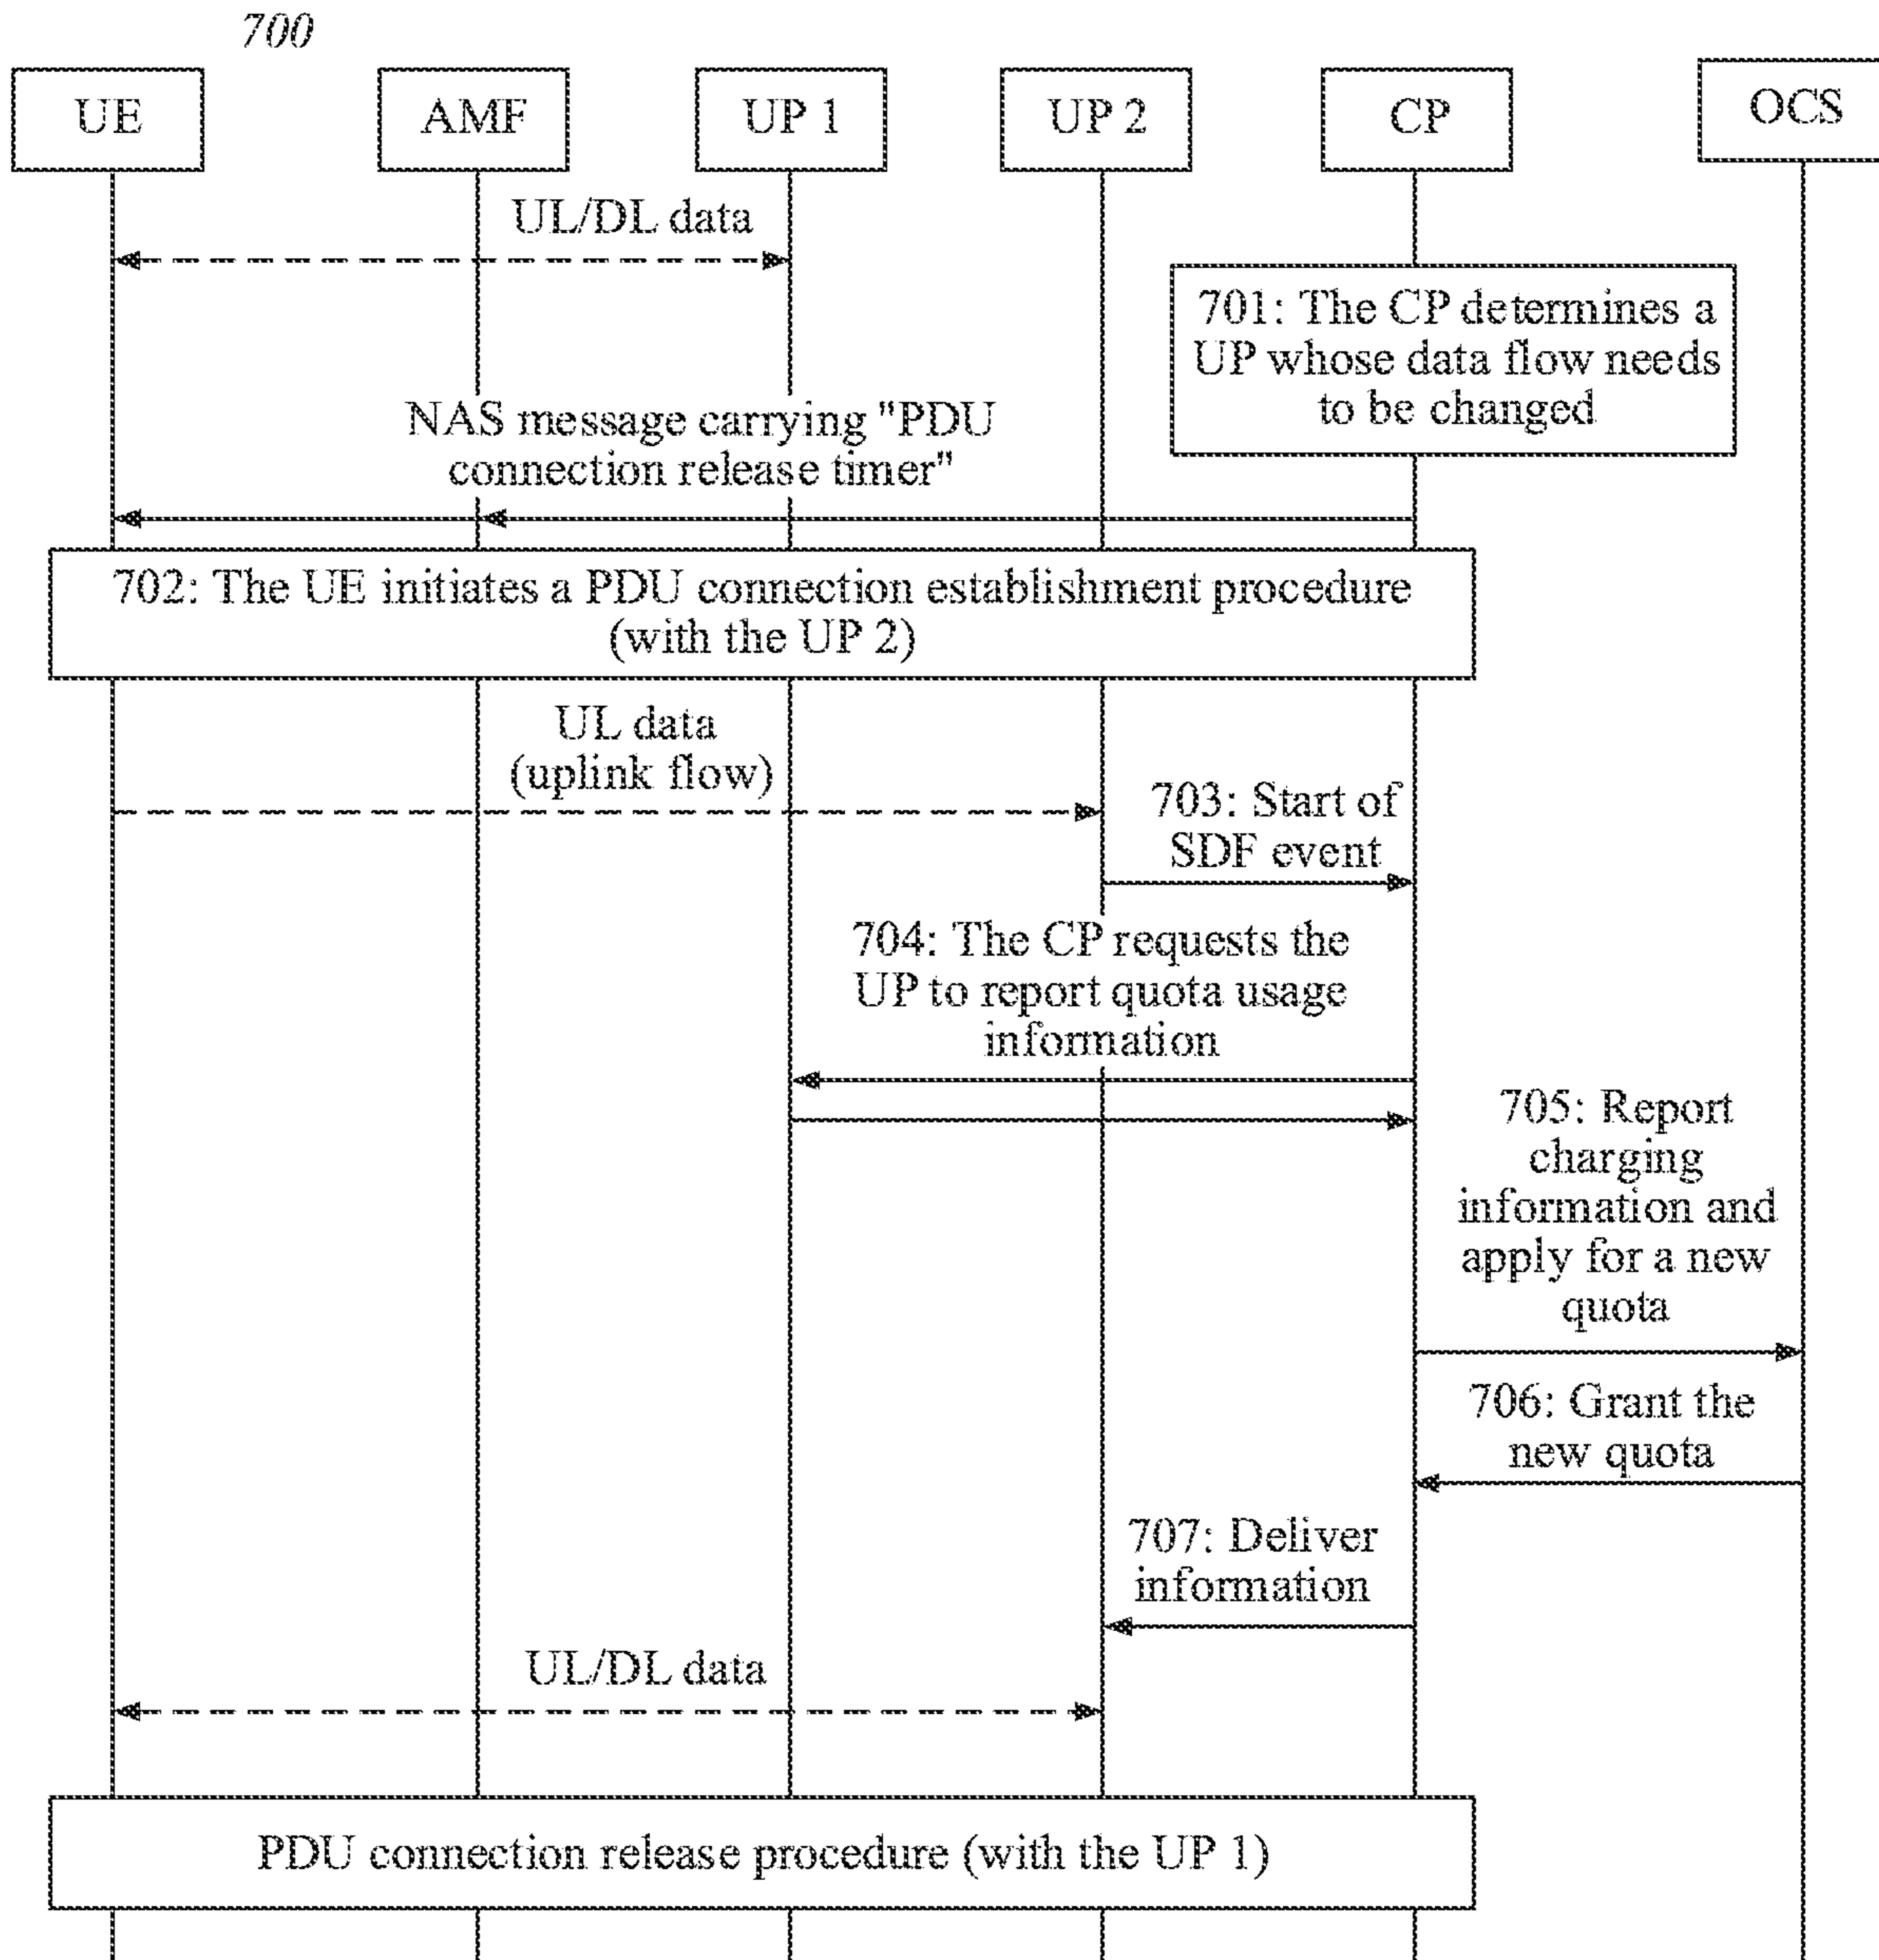 700
UE
AMF
UP 1
UP 2
CP
OCS
UL/DL data
701: The CP determines a
UP whose data flow needs
to be changed
NAS message carrying "PDU
connection release timer"
702: The UE initiates a PDU connection establishment procedure
(with the UP 2)
UL data
(uplink flow)
703: Start of
SDF event
704: The CP requests the
UP to report quota usage
information
705: Report
charging
information and
apply for a new
quota
706: Grant the
new quota
707: Deliver
information
UL/DL data
PDU connection release procedure (with the UP 1)